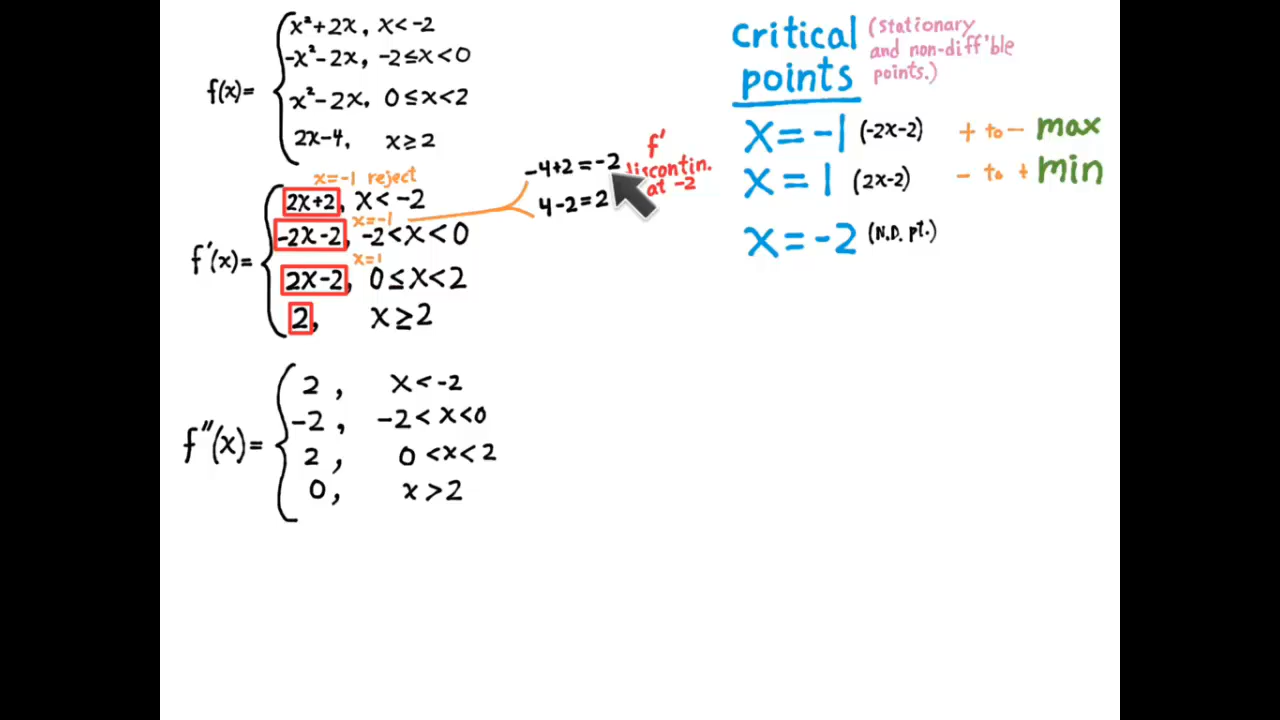 f(x)=
x²+2x, x<-2
-x²-2x, -2≤x<0
x²-2x, 0≤x<2
2x-4, x≥2
x=-1 reject
f'(x)=
2x+2, x<-2
x=-1
-2x-2, -2<x<0
x=1
2x-2, 0≤x<2
2, x≥2
-4+2=-2
4-2=2
f'
discontin.
at -2
f"(x)=
2, x<-2
-2, -2<x<0
2, 0<x<2
0, x>2
critical
points
(stationary
and non-diff'ble
points.)
x=-1 (-2x-2) + to - max
x=1 (2x-2) - to + min
x=-2 (N.D. pt.)